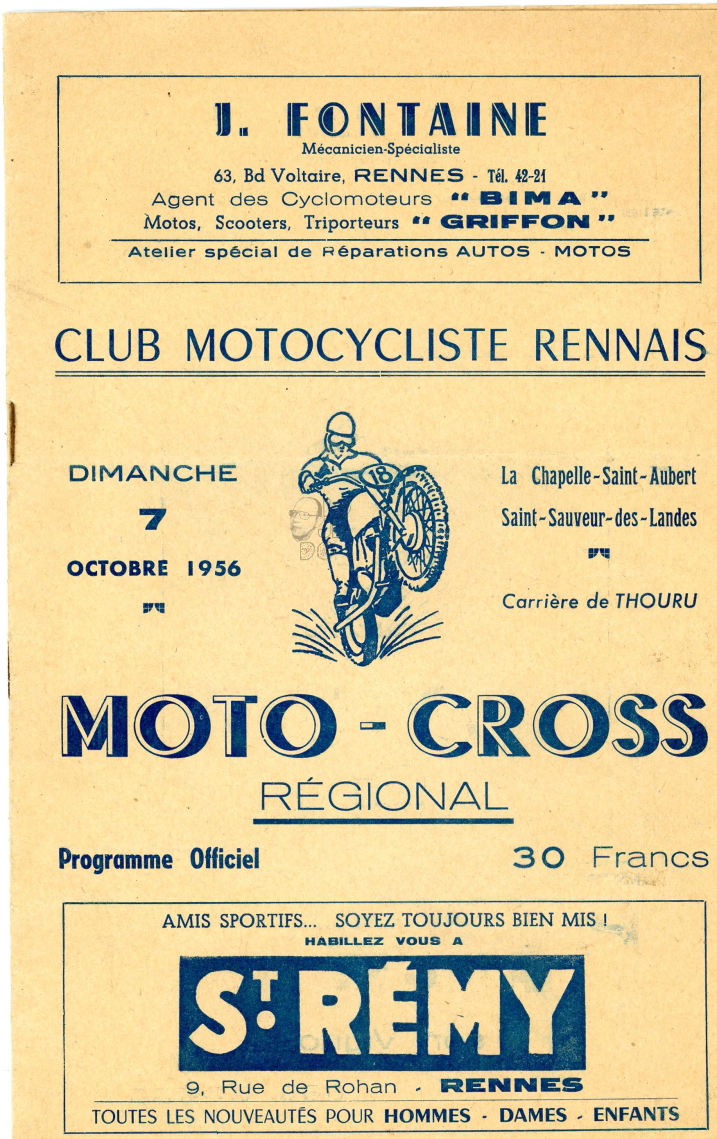 J. FONTAINE
Mécanicien-Spécialiste
63, Bd Voltaire, RENNES - Tél. 42-21
Agent des Cyclomoteurs "BIMA"
Motos, Scooters, Triporteurs "GRIFFON"
Atelier spécial de Réparations AUTOS - MOTOS
CLUB MOTOCYCLISTE RENNAIS
DIMANCHE
7
OCTOBRE 1956
18
La Chapelle-Saint-Aubert
Saint-Sauveur-des-Landes
Carrière de THOURU
MOTO - CROSS
RÉGIONAL
Programme Officiel
30 Francs
AMIS SPORTIFS... SOYEZ TOUJOURS BIEN MIS !
HABILLEZ VOUS A
ST. RÉMY
9, Rue de Rohan - RENNES
TOUTES LES NOUVEAUTÉS POUR HOMMES - DAMES - ENFANTS